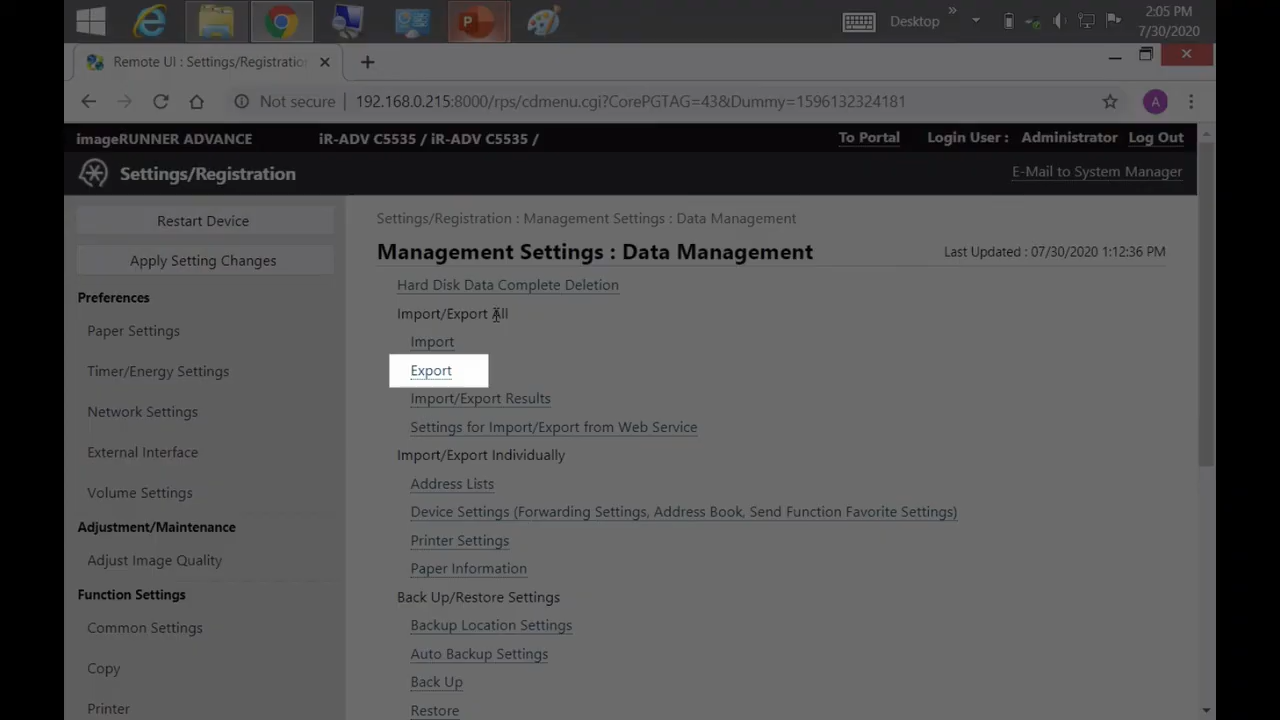 Desktop
»
2:05 PM
7/30/2020
Remote UI : Settings/Registratio
Not secure
192.168.0.215:8000/rps/cdmenu.cgi?CorePGTAG=43&Dummy=1596132324181
A
imageRUNNER ADVANCE
iR-ADV C5535 / iR-ADV C5535 /
To Portal
Login User : Administrator
Log Out
Settings/Registration
E-Mail to System Manager
Restart Device
Apply Setting Changes
Preferences
Paper Settings
Timer/Energy Settings
Network Settings
External Interface
Volume Settings
Adjustment/Maintenance
Adjust Image Quality
Function Settings
Common Settings
Copy
Printer
Settings/Registration : Management Settings : Data Management
Management Settings : Data Management
Last Updated : 07/30/2020 1:12:36 PM
Hard Disk Data Complete Deletion
Import/Export All
Import
Export
Import/Export Results
Settings for Import/Export from Web Service
Import/Export Individually
Address Lists
Device Settings (Forwarding Settings, Address Book, Send Function Favorite Settings)
Printer Settings
Paper Information
Back Up/Restore Settings
Backup Location Settings
Auto Backup Settings
Back Up
Restore